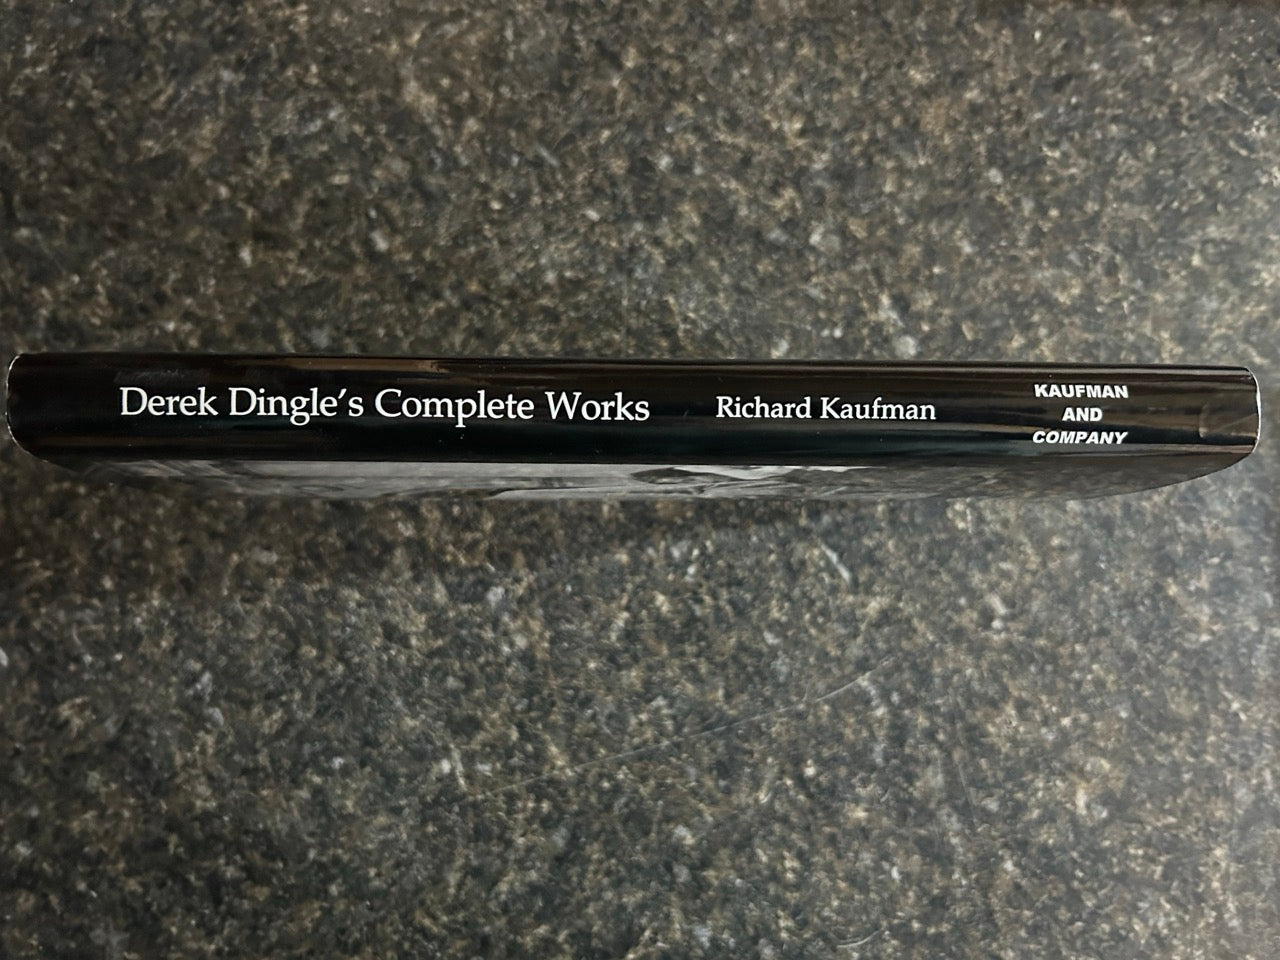 Derek Dingle's Complete Works
Richard Kaufman
KAUFMAN
AND
COMPANY